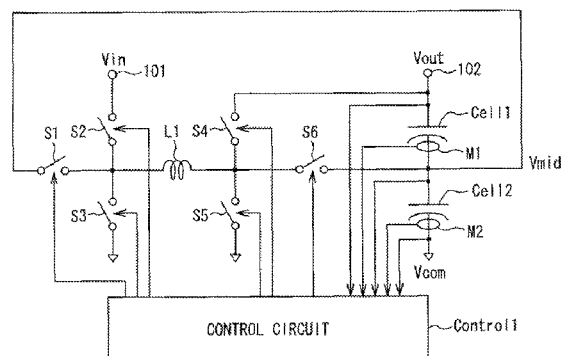 Vin
101
Vout
102
Cell1
S1
S2
L1
S4
S6
M1
Vmid
Cell2
S3
S5
M2
Vcom
CONTROL CIRCUIT
Control1